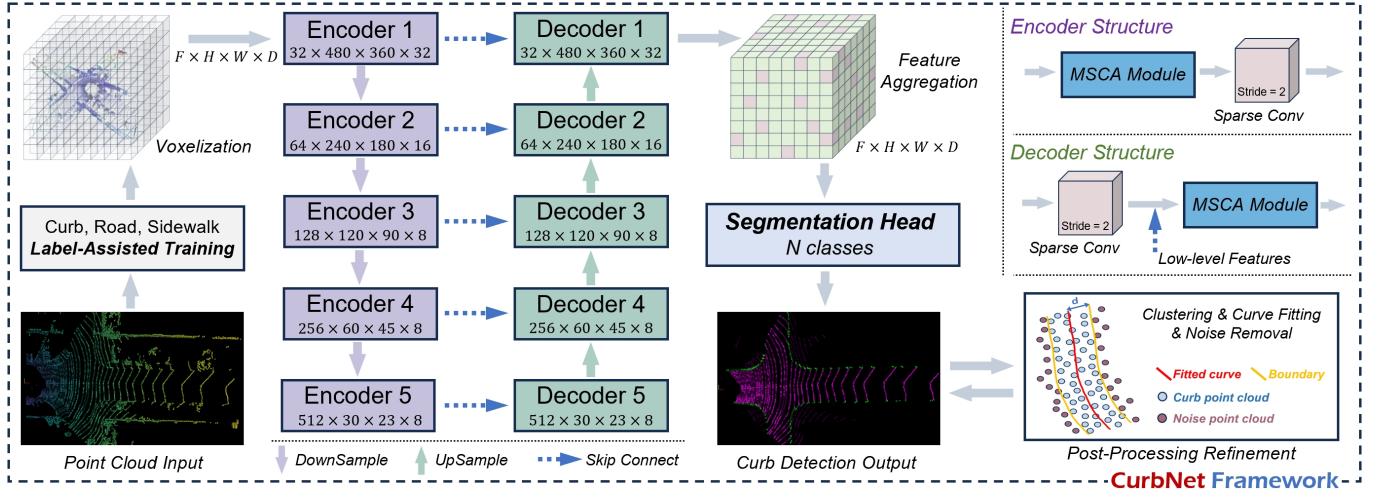 F × H × W × D
Voxelization
Curb, Road, Sidewalk
Label-Assisted Training
Point Cloud Input
Encoder 1
32 × 480 × 360 × 32
Encoder 2
64 × 240 × 180 × 16
Encoder 3
128 × 120 × 90 × 8
Encoder 4
256 × 60 × 45 × 8
Encoder 5
512 × 30 × 23 × 8
Decoder 1
32 × 480 × 360 × 32
Decoder 2
64 × 240 × 180 × 16
Decoder 3
128 × 120 × 90 × 8
Decoder 4
256 × 60 × 45 × 8
Decoder 5
512 × 30 × 23 × 8
DownSample
UpSample
Skip Connect
Feature
Aggregation
F × H × W × D
Segmentation Head
N classes
Curb Detection Output
Encoder Structure
MSCA Module
Stride = 2
Sparse Conv
Decoder Structure
Stride = 2
Sparse Conv
MSCA Module
Low-level Features
d
Clustering & Curve Fitting
& Noise Removal
Fitted curve
Boundary
Curb point cloud
Noise point cloud
Post-Processing Refinement
CurbNet Framework